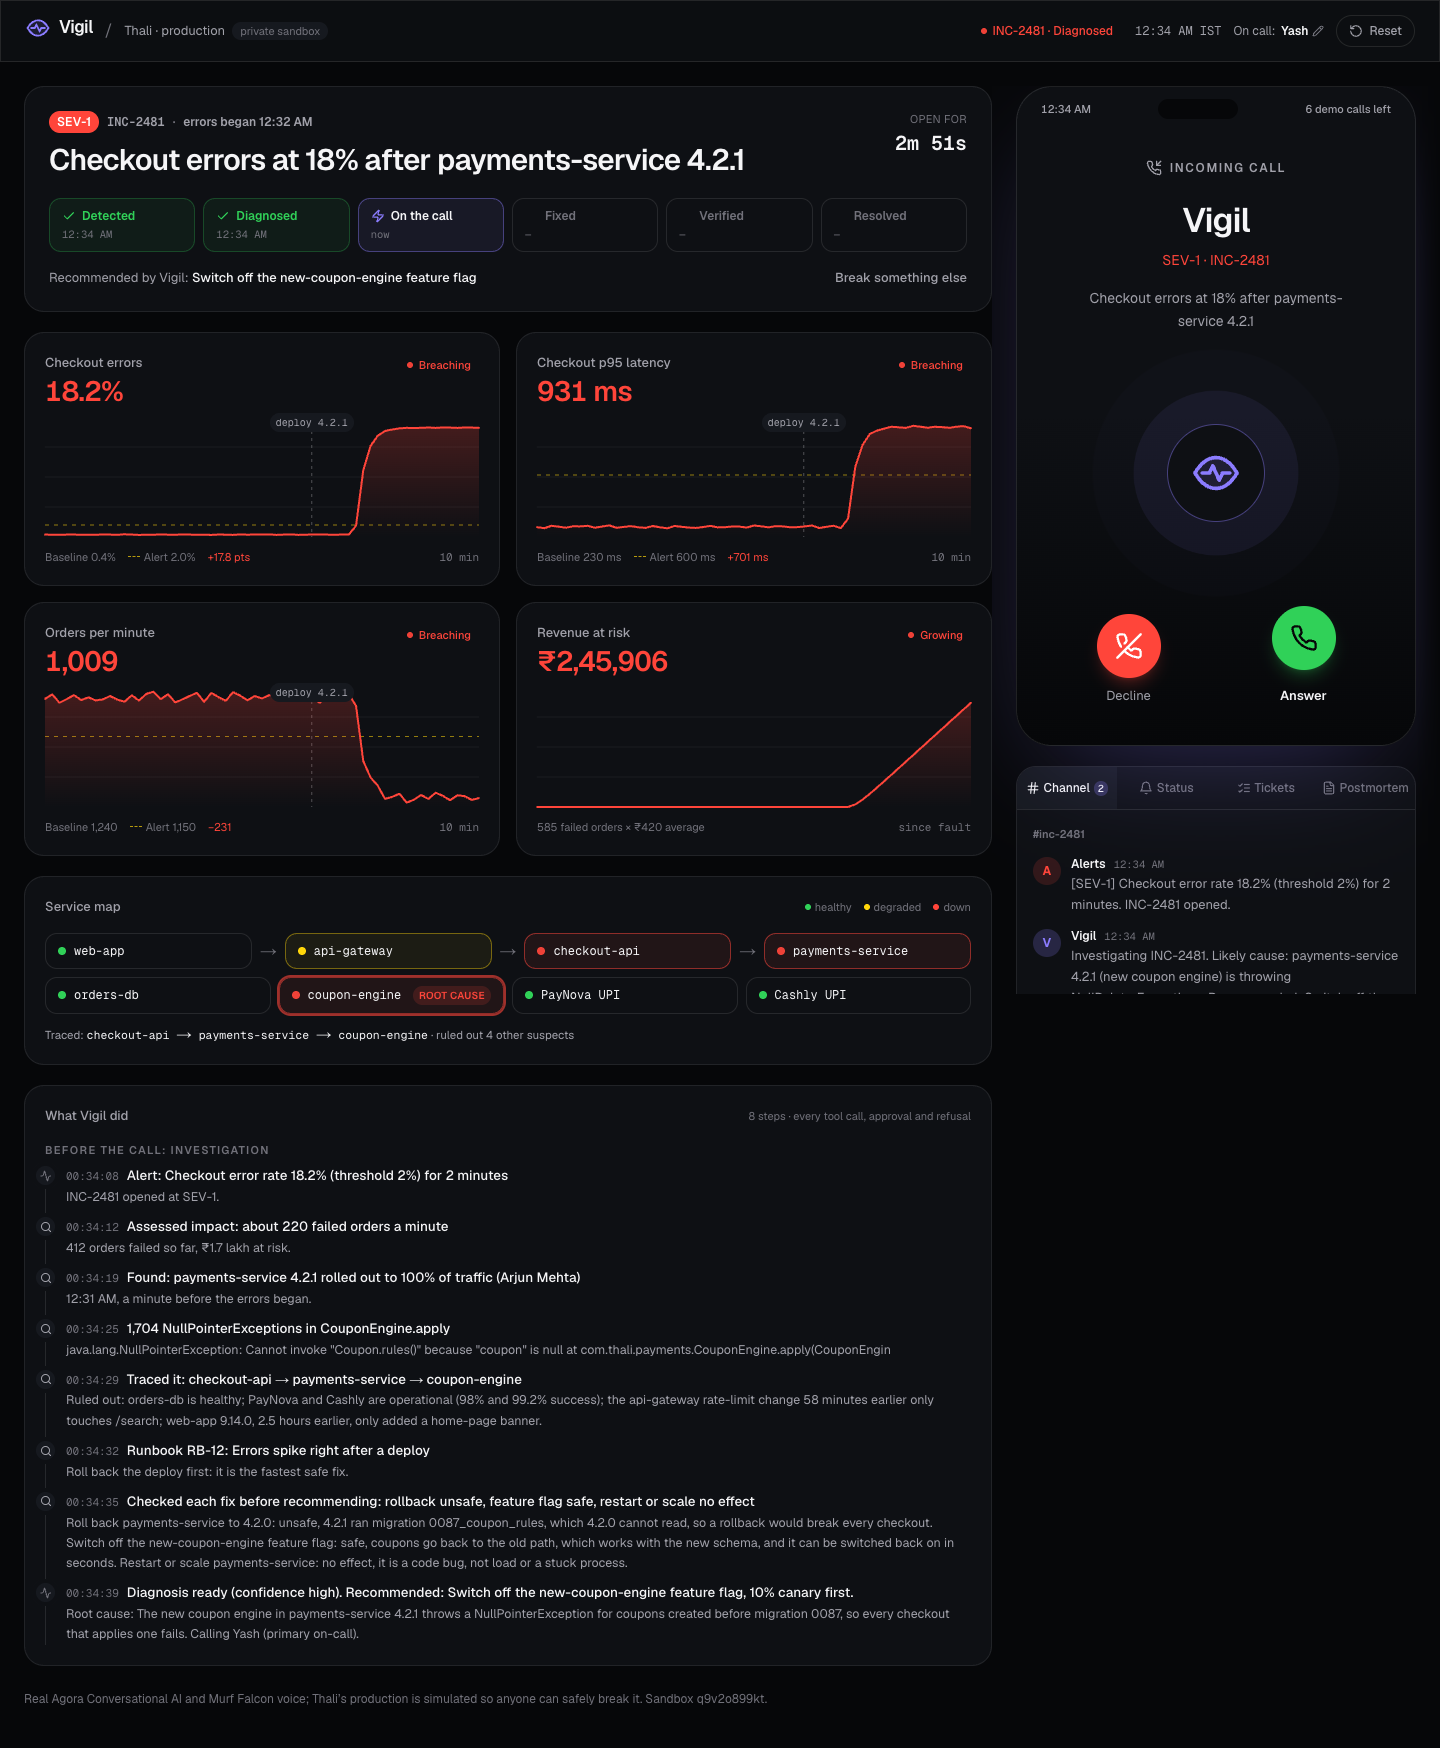 Vigil / Thali · production private sandbox
INC-2481 · Diagnosed 12:34 AM IST On call: Yash Reset
SEV-1 INC-2481 · errors began 12:32 AM
OPEN FOR
2m 51s
Checkout errors at 18% after payments-service 4.2.1
Detected
12:34 AM
Diagnosed
12:34 AM
On the call
now
Fixed
–
Verified
–
Resolved
–
Recommended by Vigil: Switch off the new-coupon-engine feature flag
Break something else
Checkout errors
Breaching
18.2%
deploy 4.2.1
Baseline 0.4% --- Alert 2.0% +17.8 pts 10 min
Checkout p95 latency
Breaching
931 ms
deploy 4.2.1
Baseline 230 ms --- Alert 600 ms +701 ms 10 min
Orders per minute
Breaching
1,009
deploy 4.2.1
Baseline 1,240 --- Alert 1,150 −231 10 min
Revenue at risk
Growing
₹2,45,906
585 failed orders × ₹420 average since fault
Service map
healthy degraded down
web-app → api-gateway → checkout-api → payments-service
orders-db coupon-engine ROOT CAUSE PayNova UPI Cashly UPI
Traced: checkout-api → payments-service → coupon-engine · ruled out 4 other suspects
What Vigil did
8 steps · every tool call, approval and refusal
BEFORE THE CALL: INVESTIGATION
00:34:08 Alert: Checkout error rate 18.2% (threshold 2%) for 2 minutes
INC-2481 opened at SEV-1.
00:34:12 Assessed impact: about 220 failed orders a minute
412 orders failed so far, ₹1.7 lakh at risk.
00:34:19 Found: payments-service 4.2.1 rolled out to 100% of traffic (Arjun Mehta)
12:31 AM, a minute before the errors began.
00:34:25 1,704 NullPointerExceptions in CouponEngine.apply
java.lang.NullPointerException: Cannot invoke "Coupon.rules()" because "coupon" is null at com.thali.payments.CouponEngine.apply(CouponEngin
00:34:29 Traced it: checkout-api → payments-service → coupon-engine
Ruled out: orders-db is healthy; PayNova and Cashly are operational (98% and 99.2% success); the api-gateway rate-limit change 58 minutes earlier only
touches /search; web-app 9.14.0, 2.5 hours earlier, only added a home-page banner.
00:34:32 Runbook RB-12: Errors spike right after a deploy
Roll back the deploy first: it is the fastest safe fix.
00:34:35 Checked each fix before recommending: rollback unsafe, feature flag safe, restart or scale no effect
Roll back payments-service to 4.2.0: unsafe, 4.2.1 ran migration 0087_coupon_rules, which 4.2.0 cannot read, so a rollback would break every checkout.
Switch off the new-coupon-engine feature flag: safe, coupons go back to the old path, which works with the new schema, and it can be switched back on in
seconds. Restart or scale payments-service: no effect, it is a code bug, not load or a stuck process.
00:34:39 Diagnosis ready (confidence high). Recommended: Switch off the new-coupon-engine feature flag, 10% canary first.
Root cause: The new coupon engine in payments-service 4.2.1 throws a NullPointerException for coupons created before migration 0087, so every checkout
that applies one fails. Calling Yash (primary on-call).
Real Agora Conversational AI and Murf Falcon voice; Thali's production is simulated so anyone can safely break it. Sandbox q9v2o899kt.
12:34 AM 6 demo calls left
INCOMING CALL
Vigil
SEV-1 · INC-2481
Checkout errors at 18% after payments-
service 4.2.1
Decline Answer
Channel 2 Status Tickets Postmortem
#inc-2481
A Alerts 12:34 AM
[SEV-1] Checkout error rate 18.2% (threshold 2%) for 2
minutes. INC-2481 opened.
V Vigil 12:34 AM
Investigating INC-2481. Likely cause: payments-service
4.2.1 (new coupon engine) is throwing